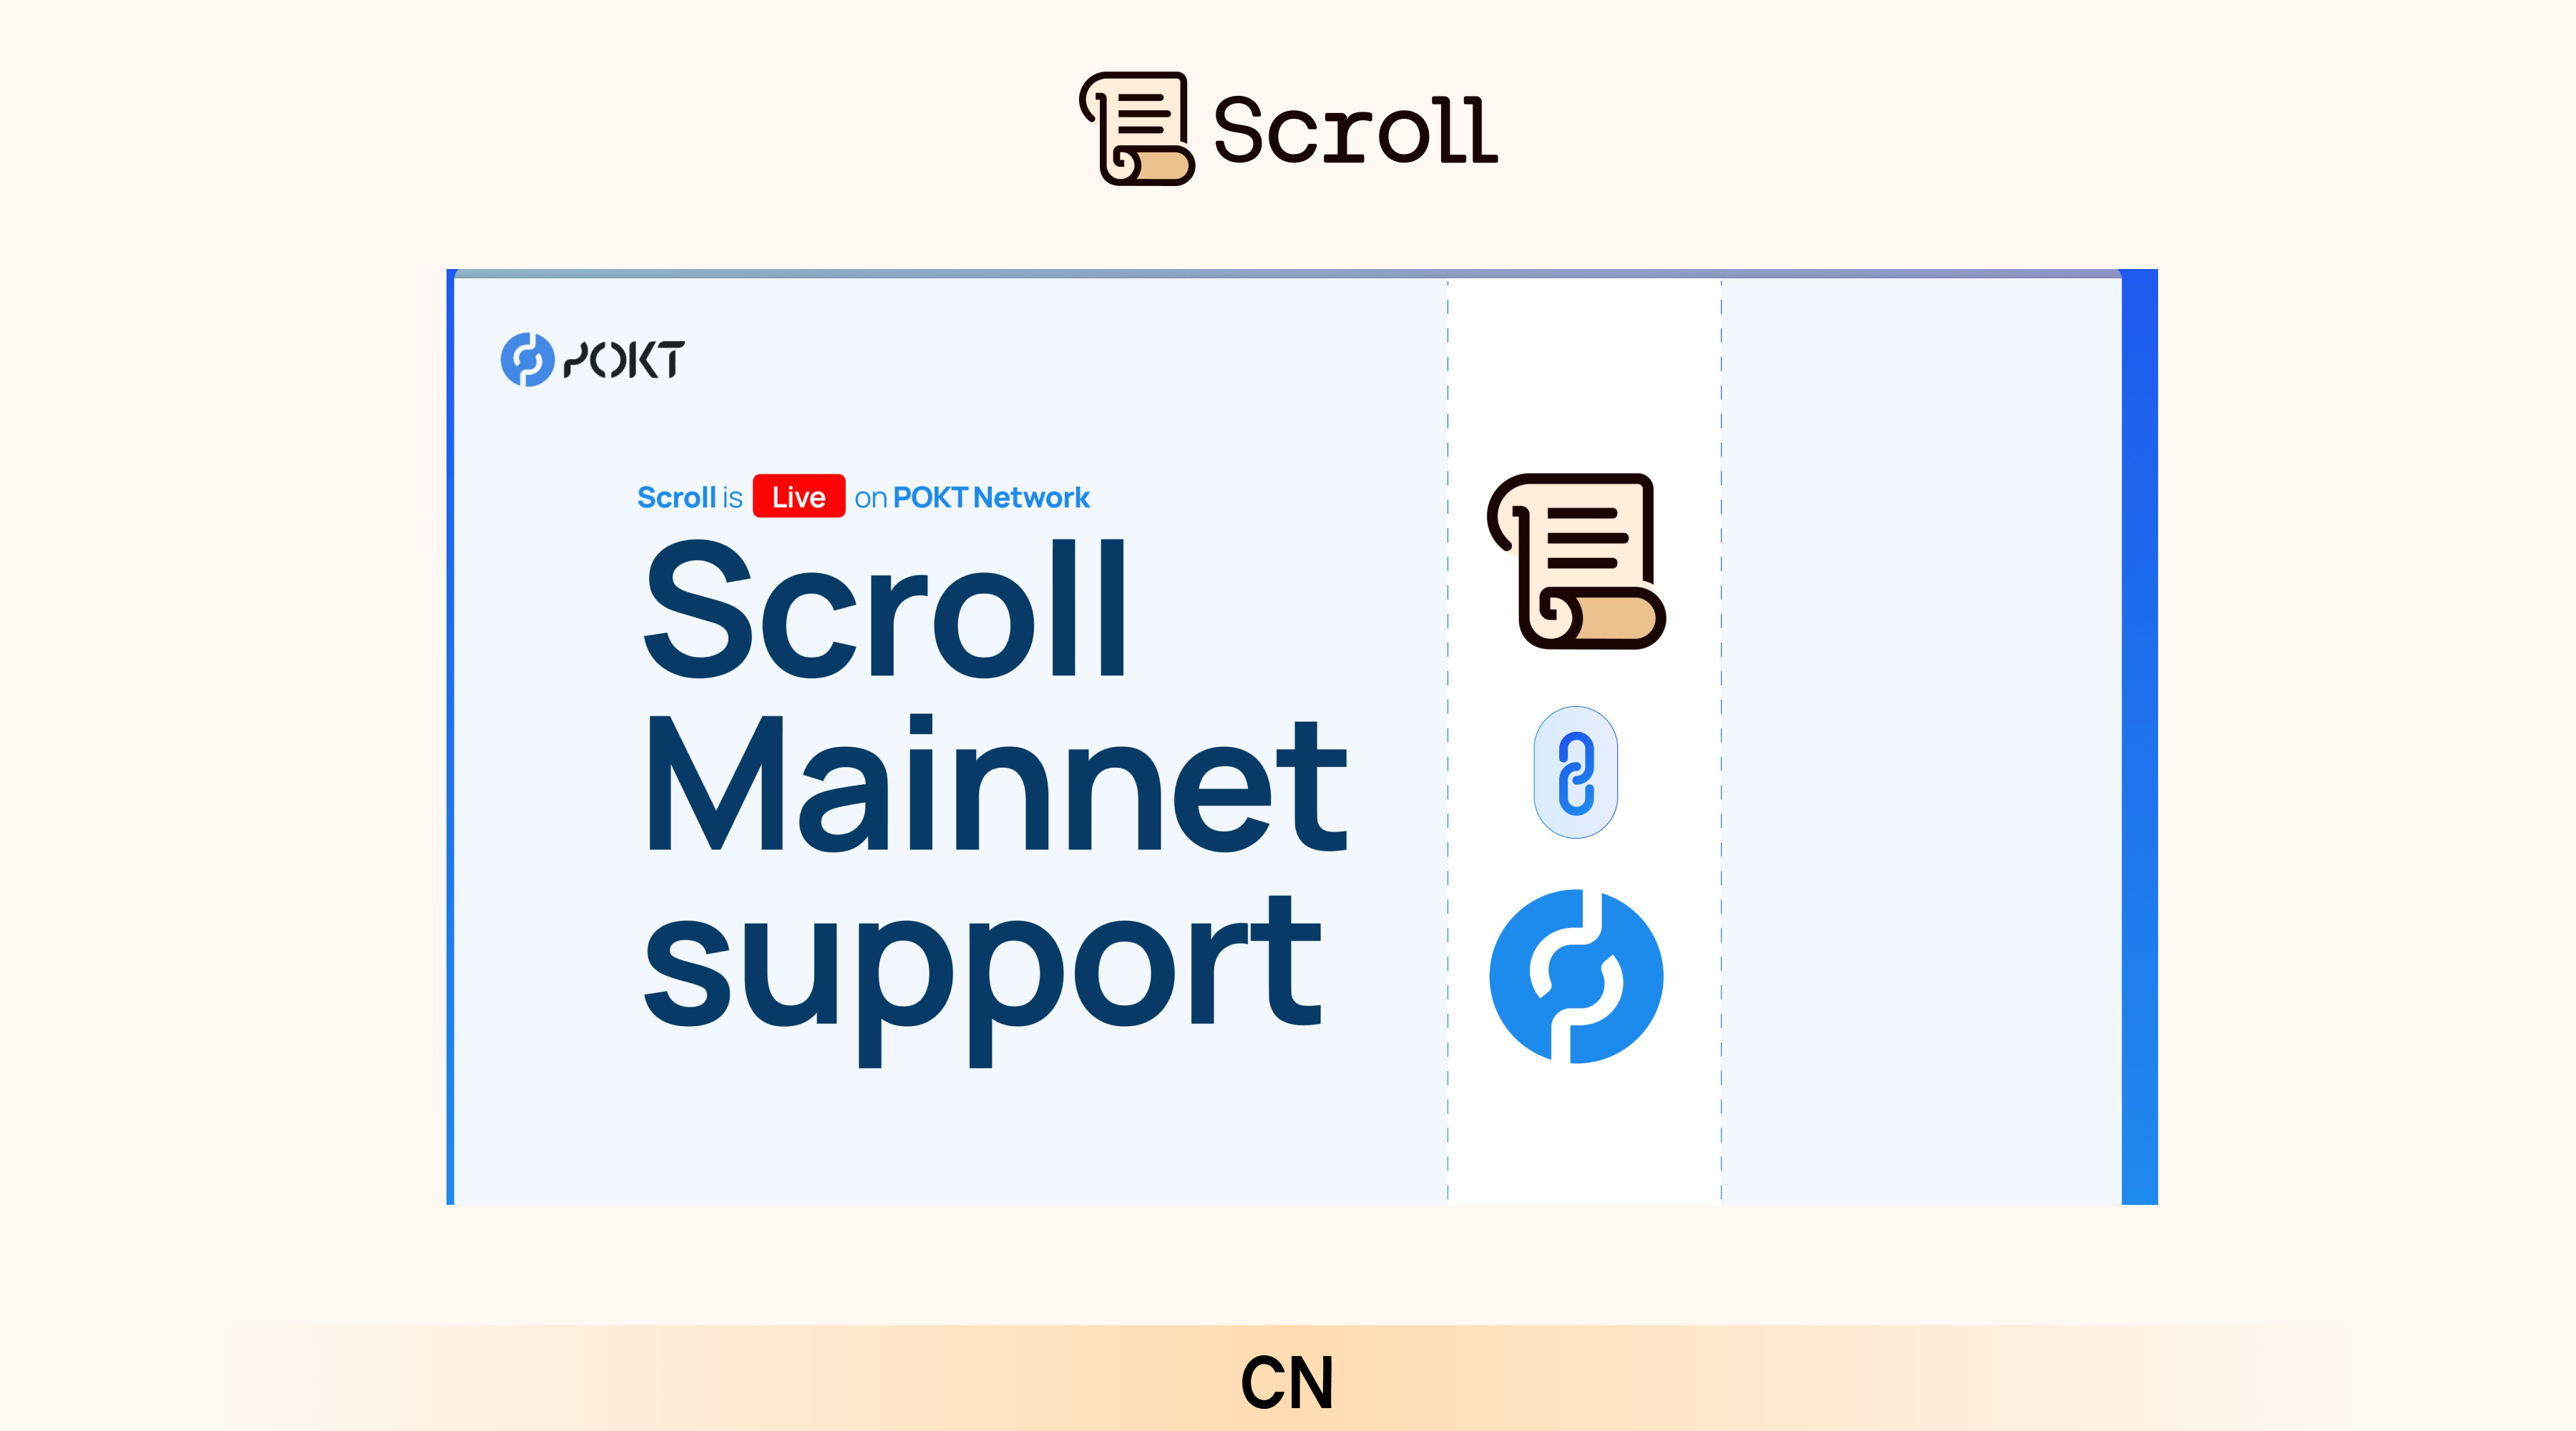 Scroll
POKT
Scroll is Live on POKT Network
Scroll
Mainnet
support
CN